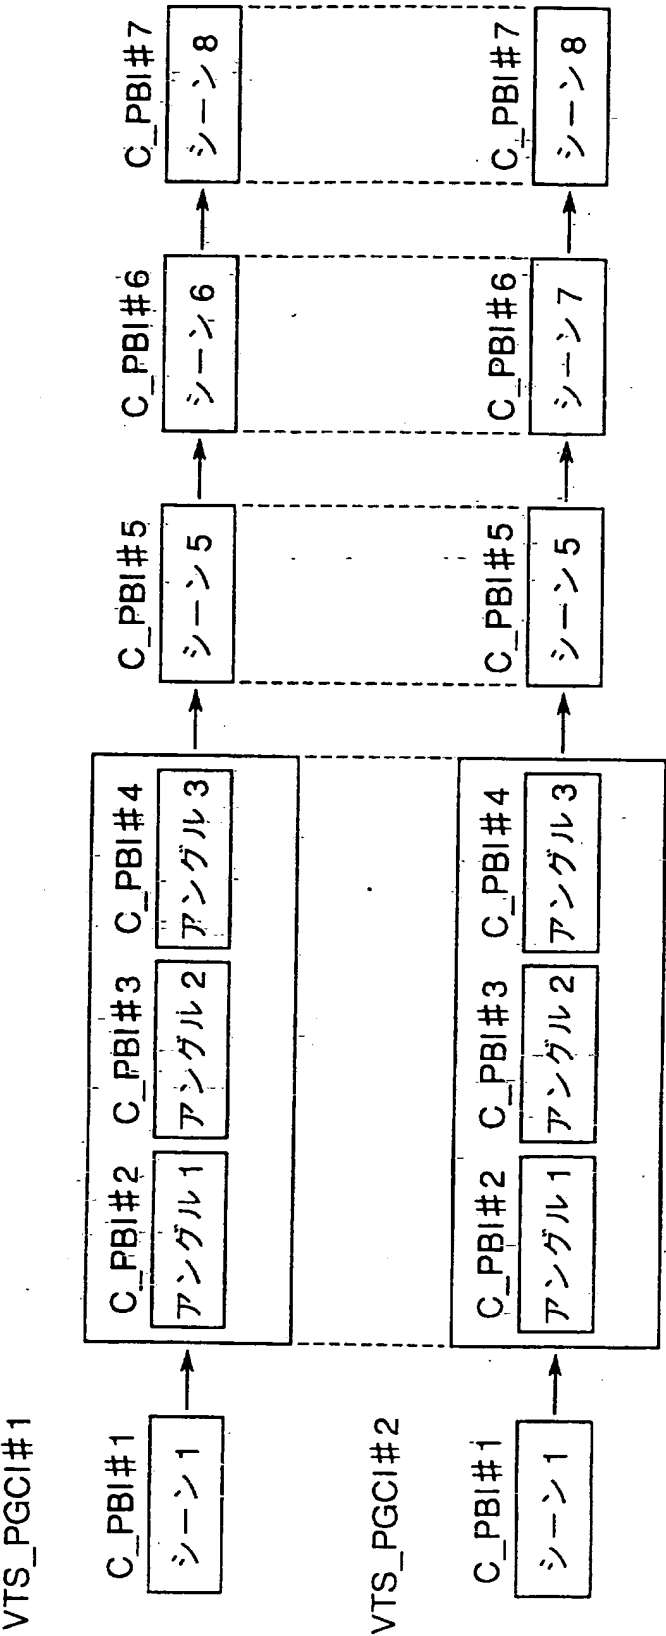 VTS_PGCI#1
C_PBI#1
シーン1
C_PBI#2
アングル1
C_PBI#3
アングル2
C_PBI#4
アングル3
C_PBI#5
シーン5
C_PBI#6
シーン6
C_PBI#7
シーン8
VTS_PGCI#2
C_PBI#1
シーン1
C_PBI#2
アングル1
C_PBI#3
アングル2
C_PBI#4
アングル3
C_PBI#5
シーン5
C_PBI#6
シーン7
C_PBI#7
シーン8